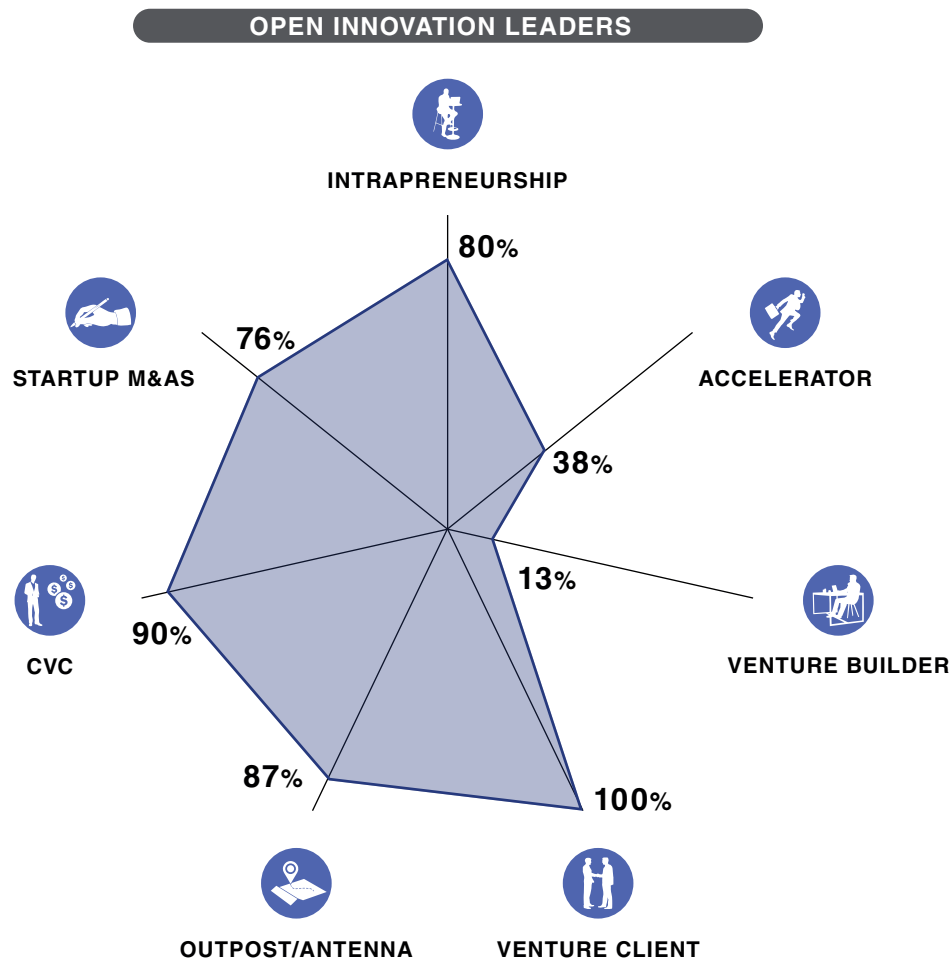 OPEN INNOVATION LEADERS
INTRAPRENEURSHIP
80%
76%
STARTUP M&AS
ACCELERATOR
38%
13%
90%
CVC
VENTURE BUILDER
87%
100%
OUTPOST/ANTENNA
VENTURE CLIENT